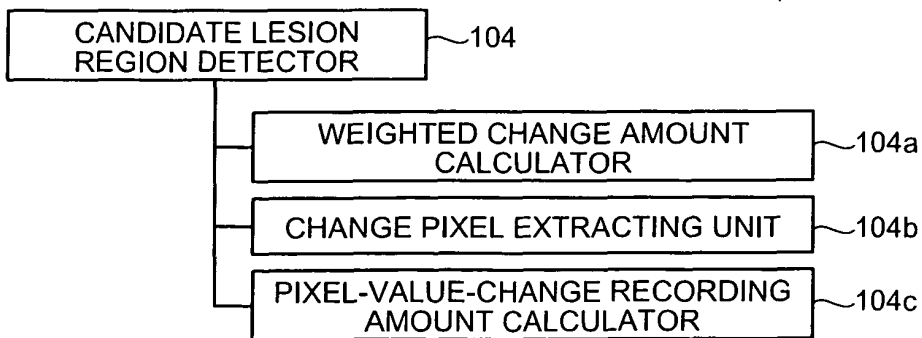 CANDIDATE LESION
REGION DETECTOR
104
WEIGHTED CHANGE AMOUNT
CALCULATOR
104a
CHANGE PIXEL EXTRACTING UNIT
104b
PIXEL-VALUE-CHANGE RECORDING
AMOUNT CALCULATOR
104c